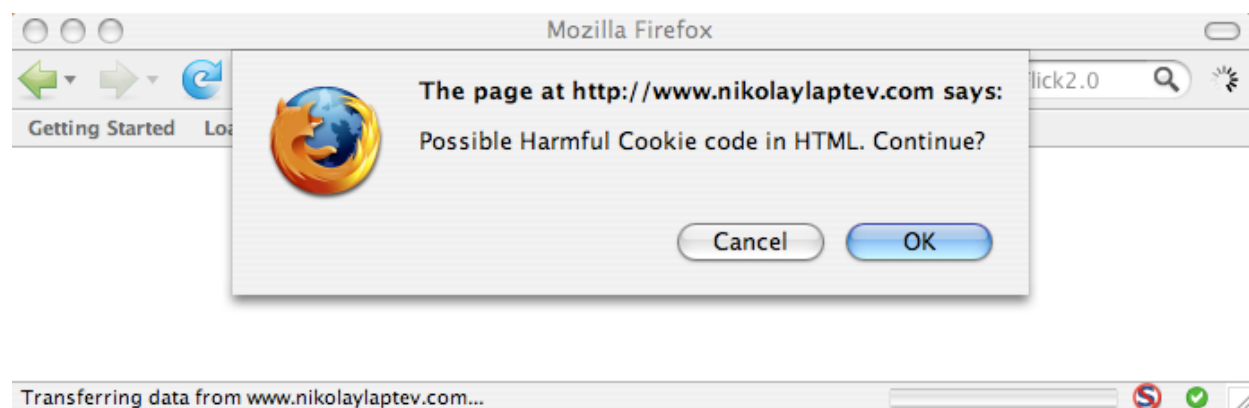 Mozilla Firefox
The page at http://www.nikolaylaptev.com says:
Possible Harmful Cookie code in HTML. Continue?
lick2.0
Getting Started
Cancel
OK
Transferring data from www.nikolaylaptev.com...